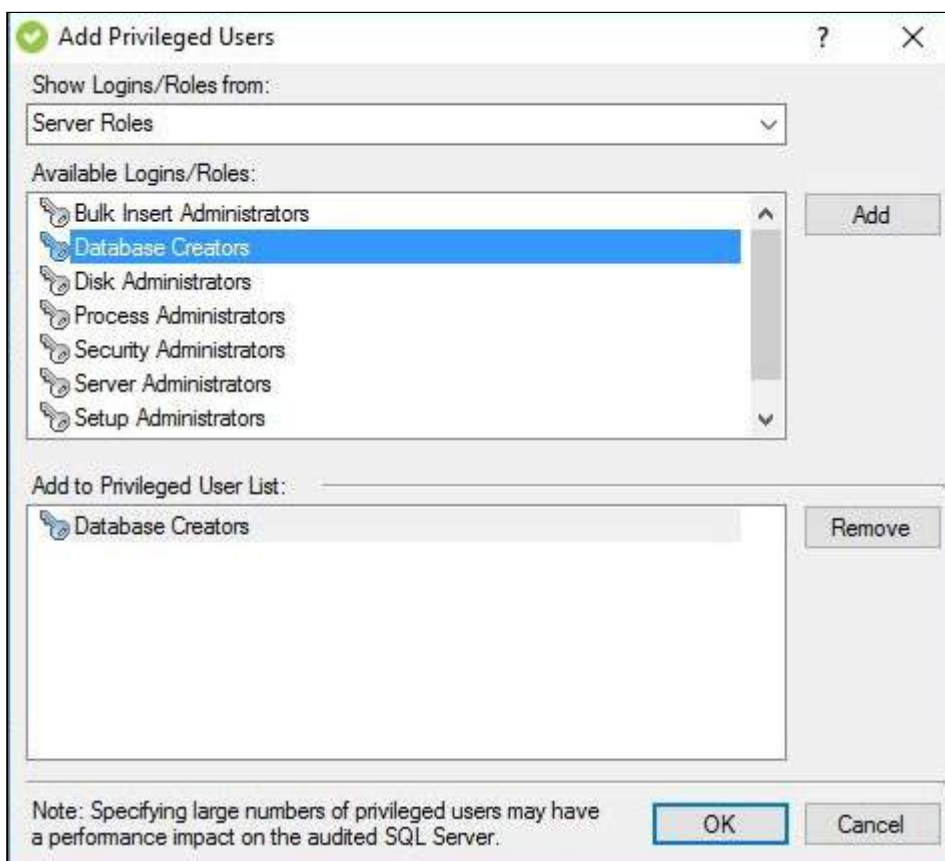 Add Privileged Users
?
Show Logins/Roles from:
Server Roles
Available Logins/Roles:
Bulk Insert Administrators
Add
Database Creators
Disk Administrators
Process Administrators
Security Administrators
Server Administrators
Setup Administrators
Add to Privileged User List:
Database Creators
Remove
Note: Specifying large numbers of privileged users may have
a performance impact on the audited SQL Server.
OK
Cancel